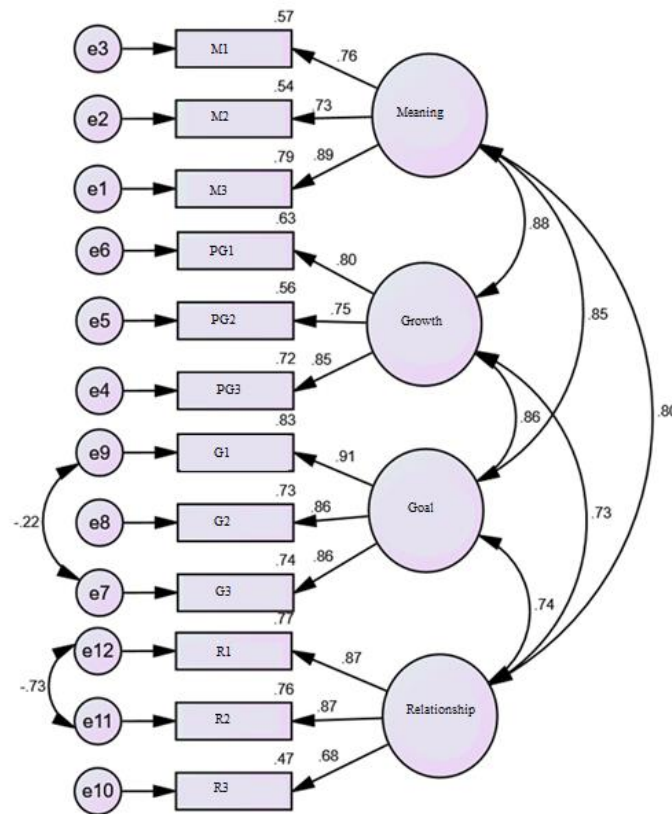 .57
e3 M1 .76
.54
e2 M2 .73 Meaning
.79
e1 M3 .89
.63
.88
e6 PG1 .80
.56
e5 PG2 .75 Growth .85
.72
e4 PG3 .85
.83 .86
e9 G1 .91
.73
-.22 e8 G2 .86 Goal .73
.74
e7 G3 .86
.77 .74
e12 R1 .87
-.73 .76
e11 R2 .87 Relationship
.47 .68
e10 R3